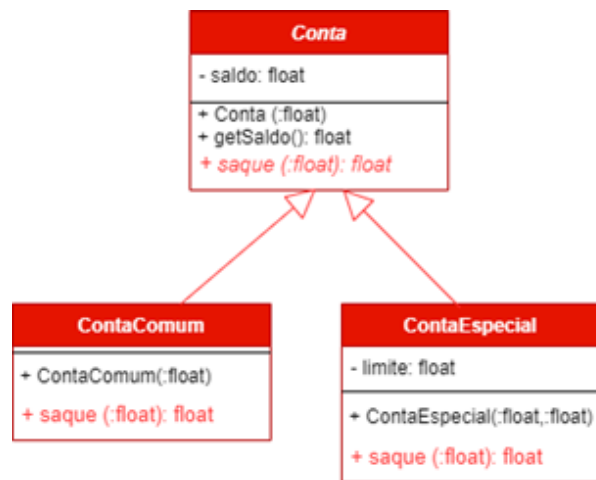 Conta
- saldo: float
+ Conta (:float)
+ getSaldo(): float
+ saque (:float): float
ContaComum
+ ContaComum(:float)
+ saque (:float): float
ContaEspecial
- limite: float
+ ContaEspecial(:float,:float)
+ saque (:float): float